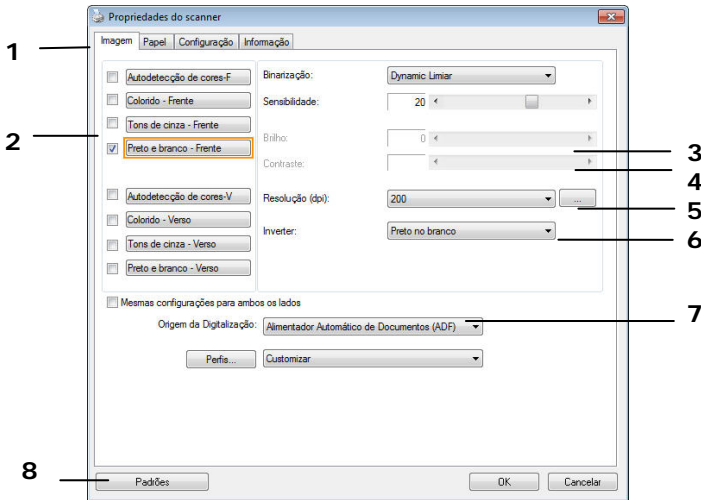 Propriedades do scanner
1
Imagem Papel Configuração Informação
Autodetecção de cores-F
Binarização: Dynamic Limiar
Colorido - Frente
Sensibilidade: 20
Tons de cinza - Frente
2
Brilho: 0
Preto e branco - Frente
3
Contraste:
4
Autodetecção de cores-V
Resolução (dpi): 200 ...
5
Colorido - Verso
Inverter: Preto no branco
6
Tons de cinza - Verso
Preto e branco - Verso
Mesmas configurações para ambos os lados
Origem da Digitalização: Alimentador Automático de Documentos (ADF)
7
Perfis... Customizar
8
Padrões OK Cancelar